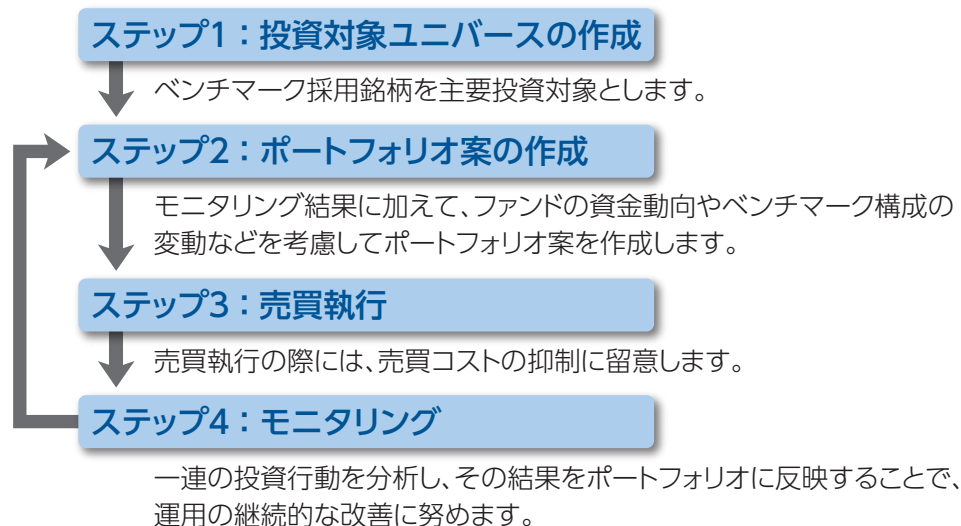 ステップ1：投資対象ユニバースの作成
ベンチマーク採用銘柄を主要投資対象とします。
ステップ2：ポートフォリオ案の作成
モニタリング結果に加えて、ファンドの資金動向やベンチマーク構成の
変動などを考慮してポートフォリオ案を作成します。
ステップ3：売買執行
売買執行の際には、売買コストの抑制に留意します。
ステップ4：モニタリング
一連の投資行動を分析し、その結果をポートフォリオに反映することで、
運用の継続的な改善に努めます。